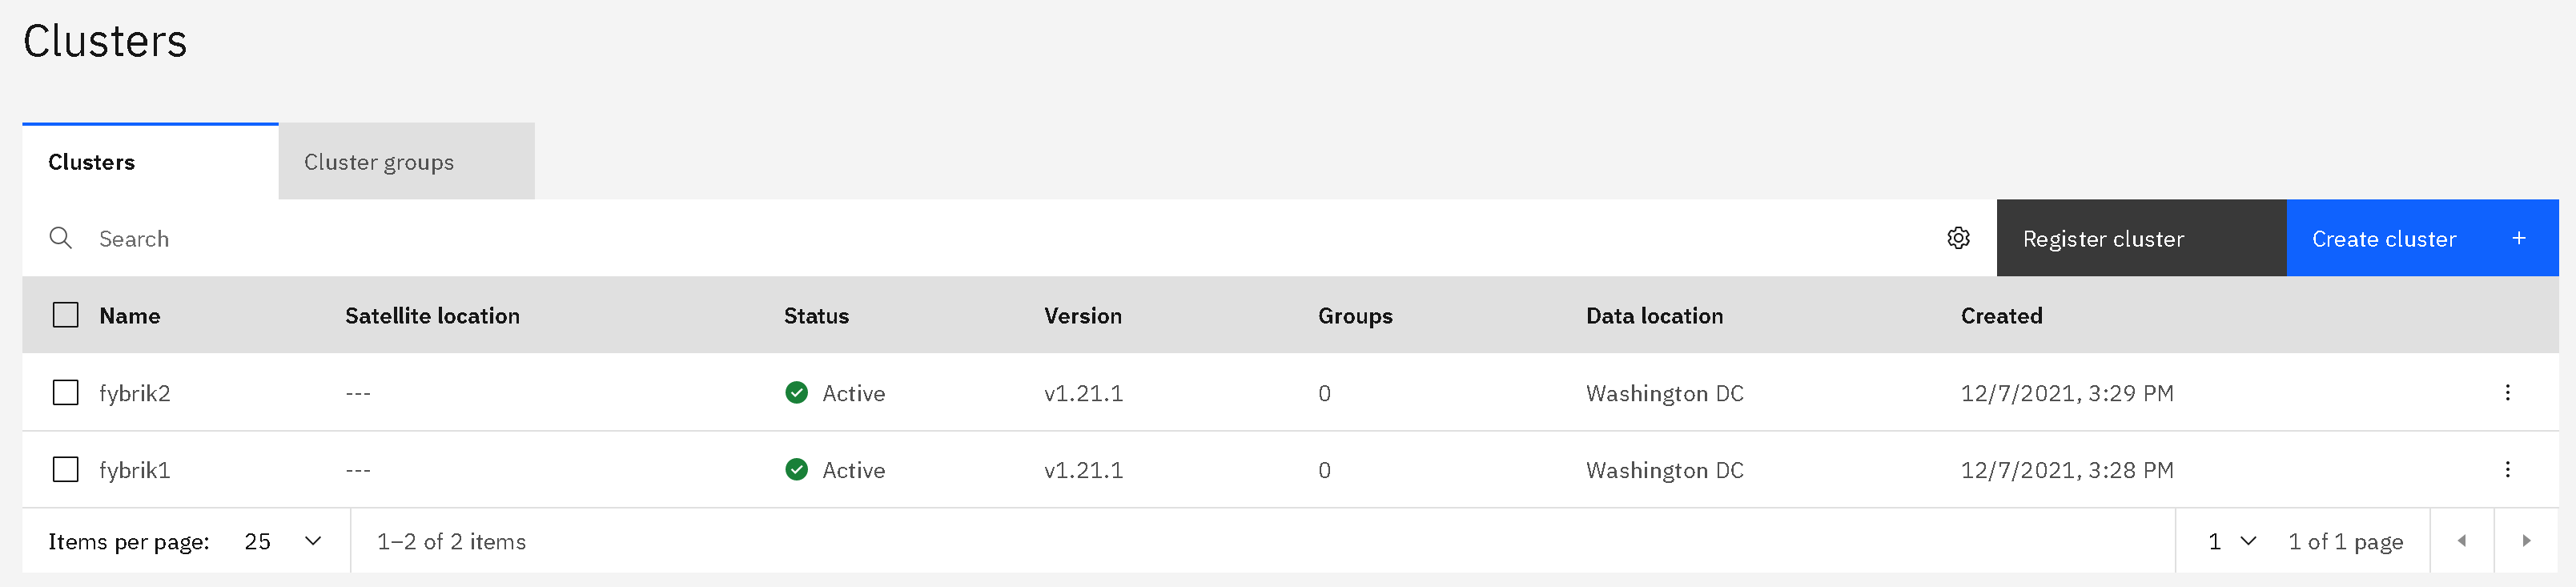 Clusters
Clusters Cluster groups
Search Register cluster Create cluster +
Name Satellite location Status Version Groups Data location Created
fybrik2 --- Active v1.21.1 0 Washington DC 12/7/2021, 3:29 PM
fybrik1 --- Active v1.21.1 0 Washington DC 12/7/2021, 3:28 PM
Items per page: 25 1–2 of 2 items 1 1 of 1 page